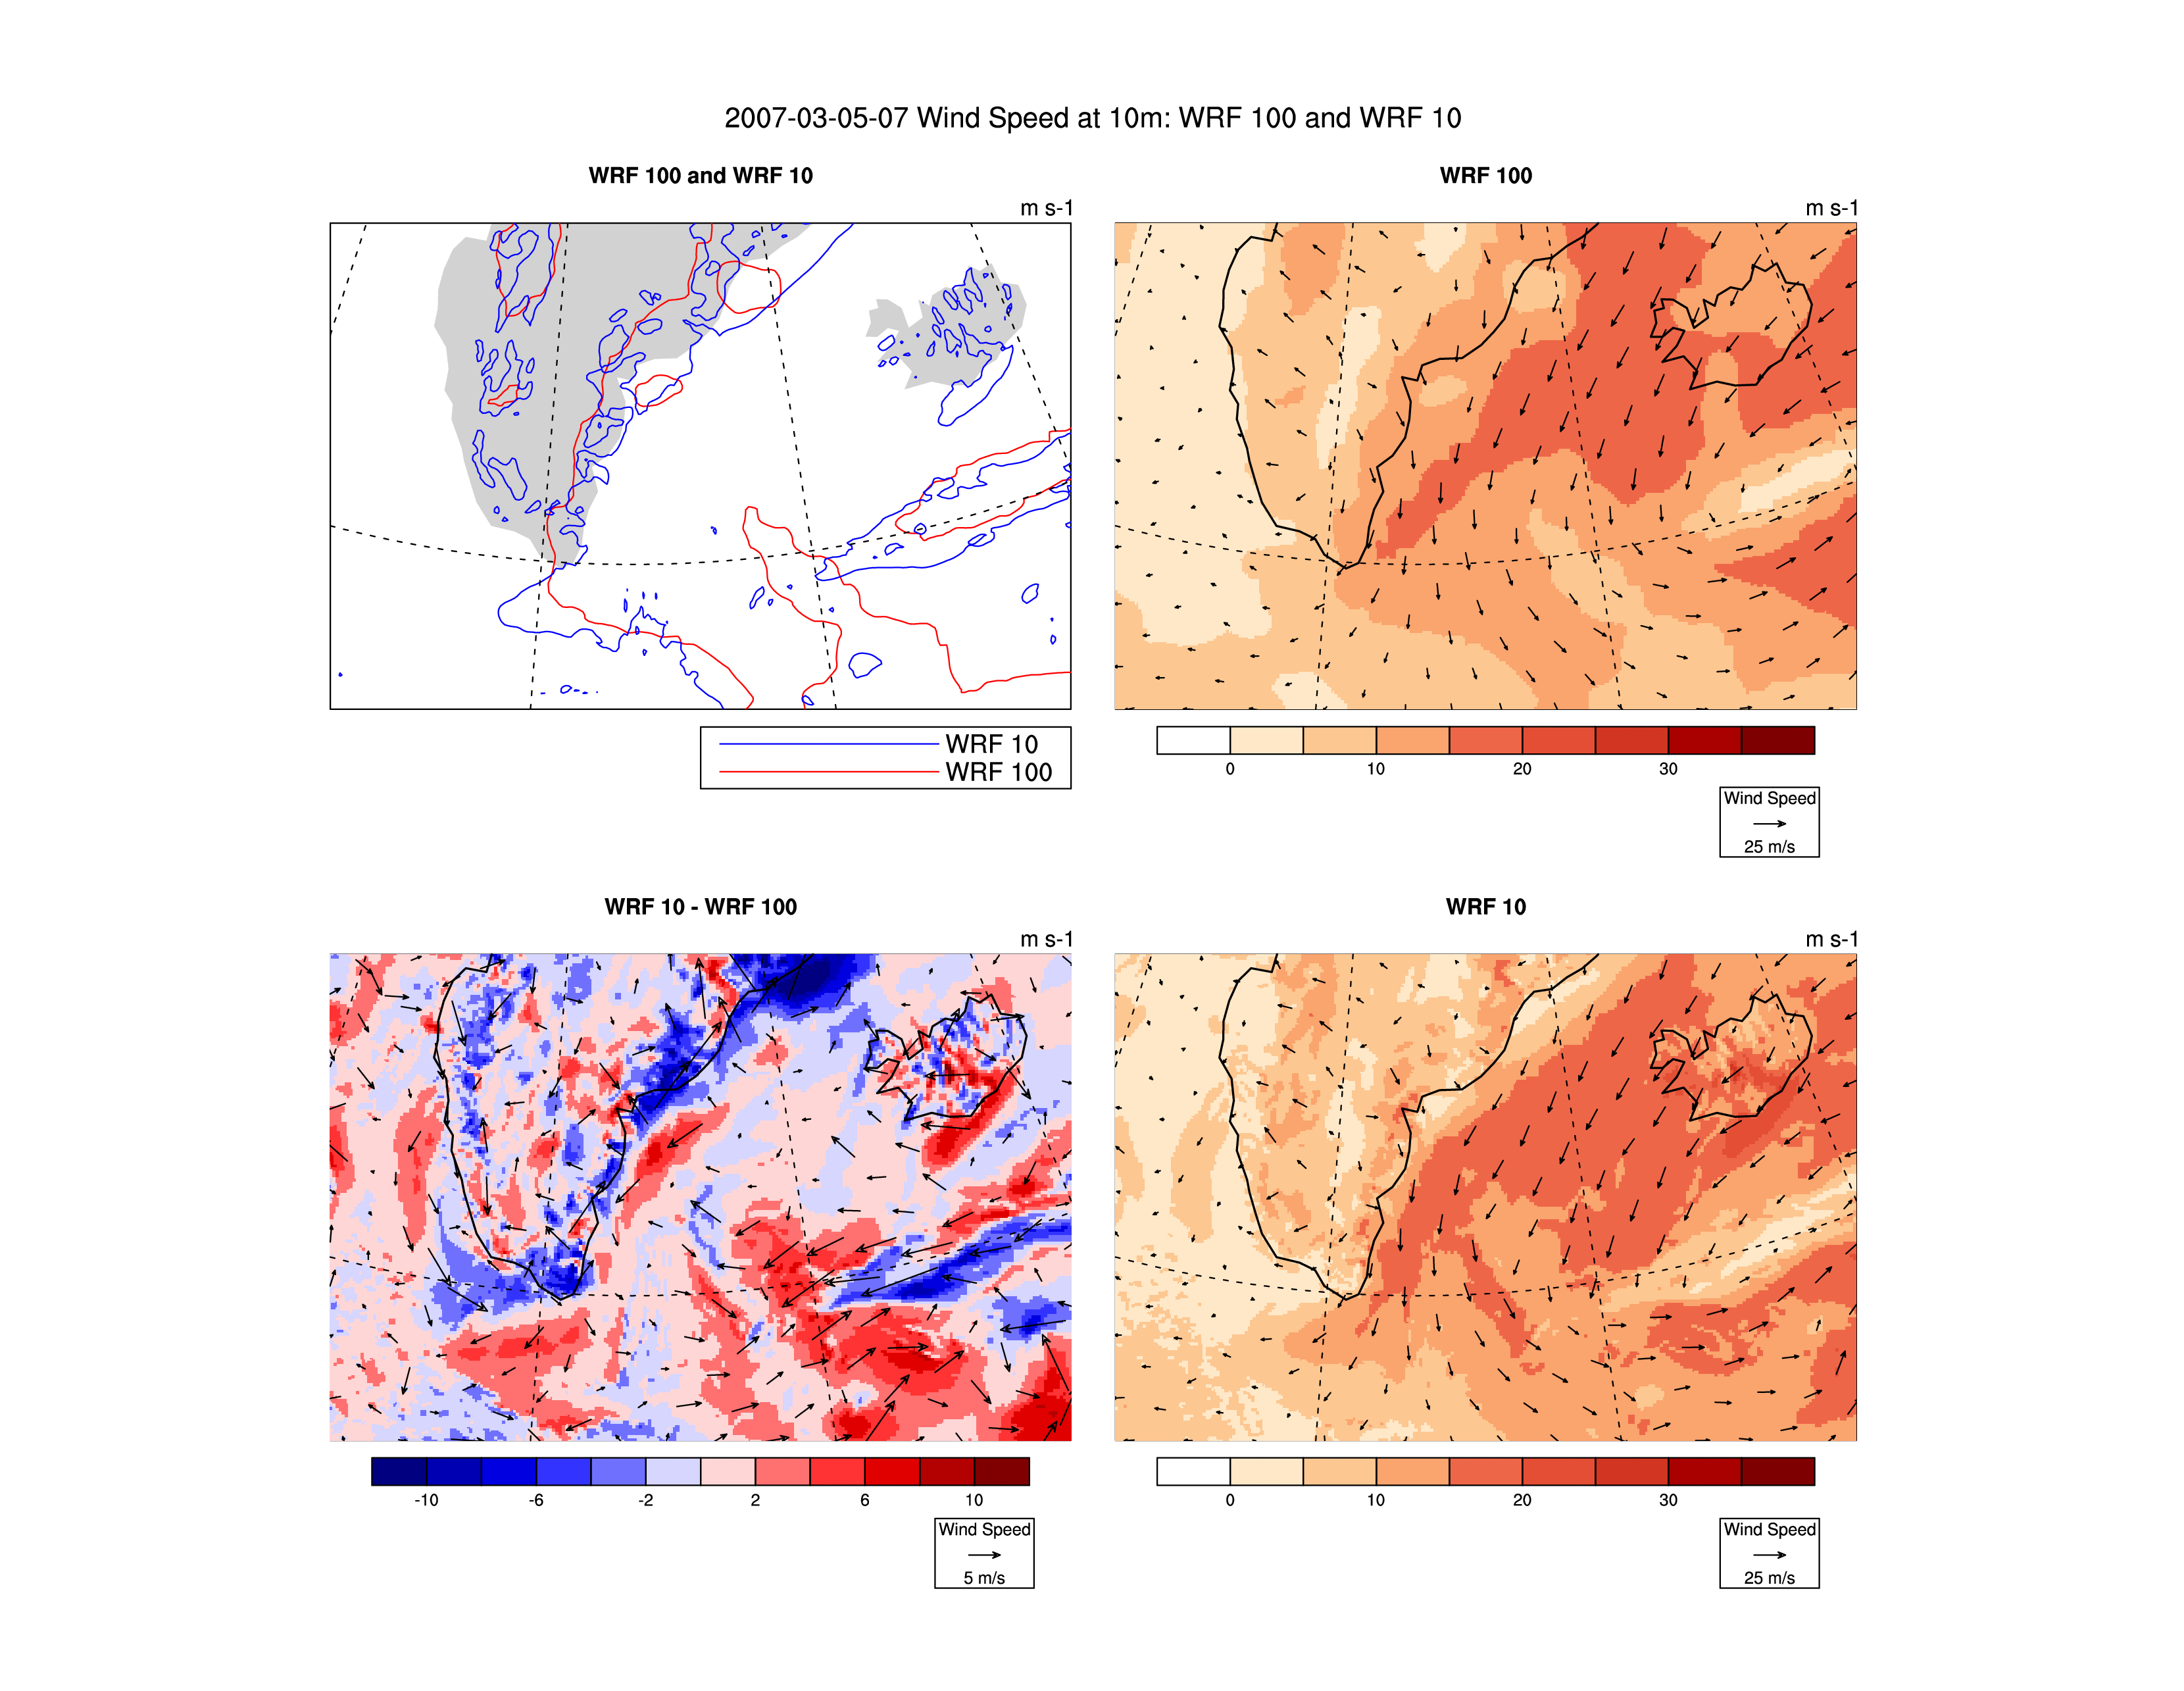 2007-03-05-07 Wind Speed at 10m: WRF 100 and WRF 10
WRF 100 and WRF 10
m s-1
WRF 10
WRF 100
WRF 100
m s-1
0 10 20 30
Wind Speed
25 m/s
WRF 10 - WRF 100
m s-1
-10 -6 -2 2 6 10
Wind Speed
5 m/s
WRF 10
m s-1
0 10 20 30
Wind Speed
25 m/s